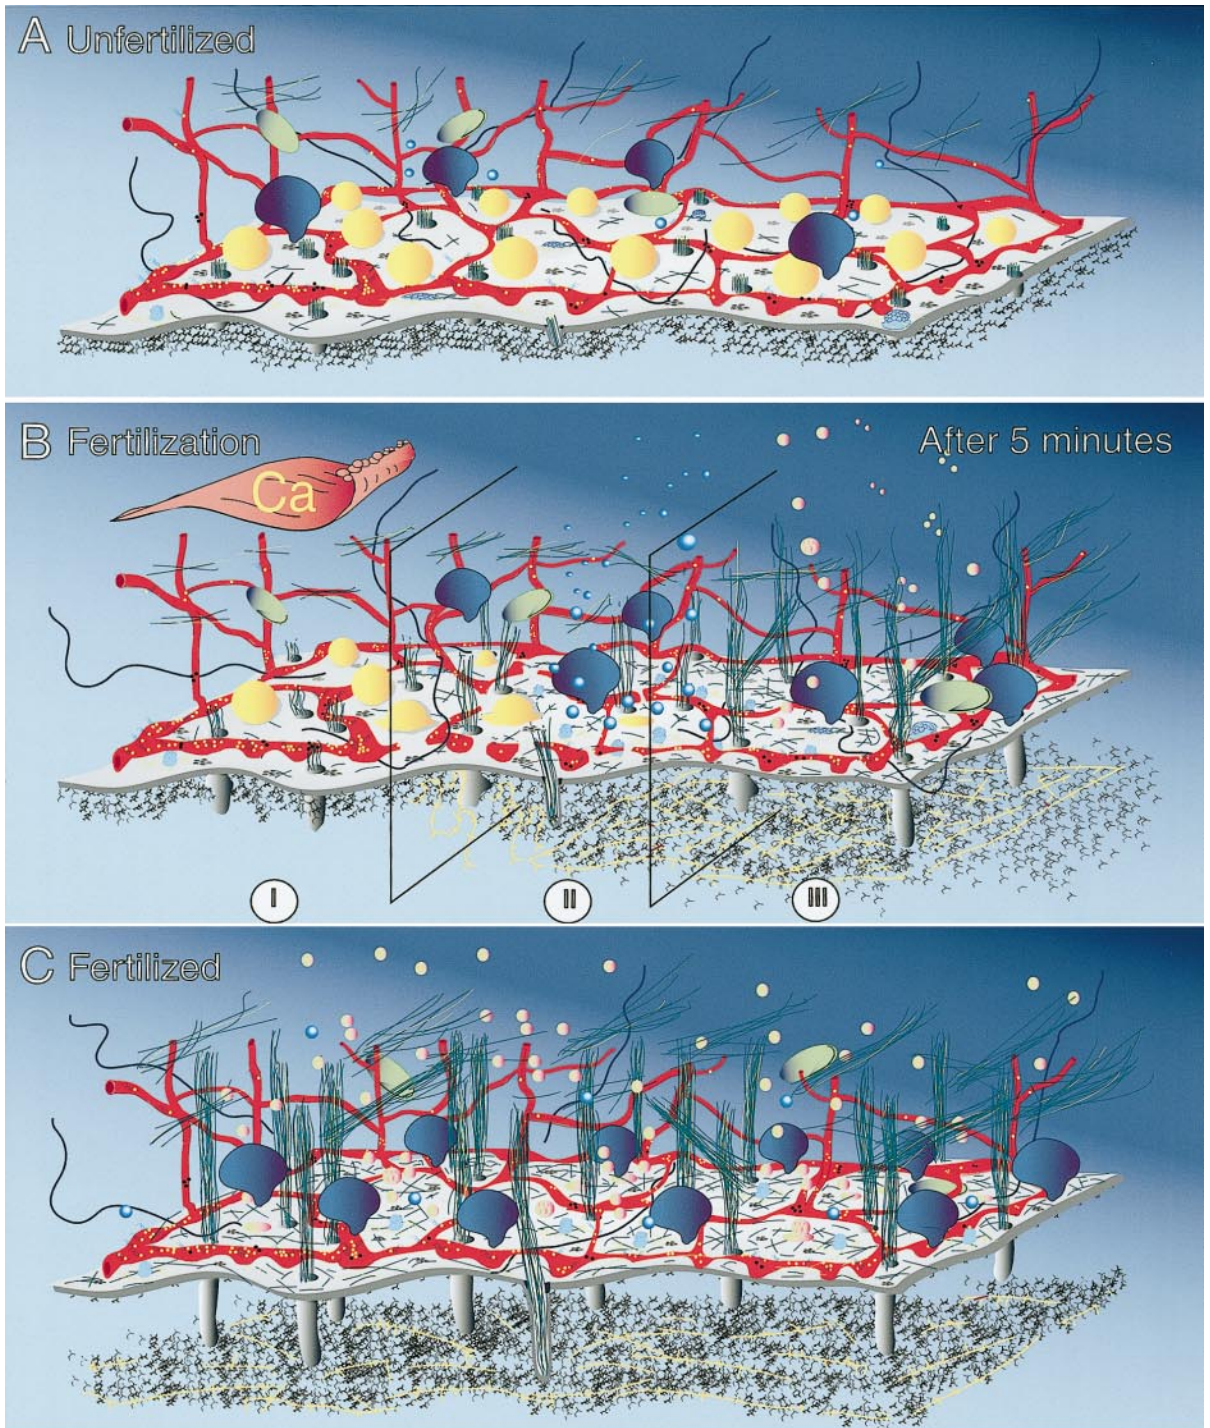 A Unfertilized
B Fertilization
After 5 minutes
Ca
I
II
III
C Fertilized